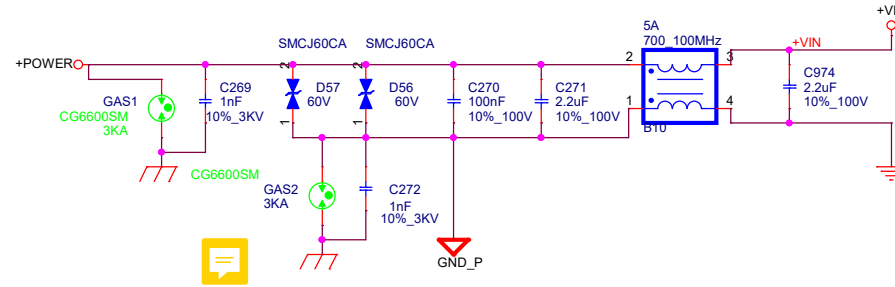 +VI
5A
SMCJ60CA
SMCJ60CA
700_100MHz
+VIN
+POWER
2
2
2
3
GAS1
CG6600SM
3KA
C269
1nF
10%_3KV
D57
60V
D56
60V
C270
100nF
10%_100V
C271
2.2uF
10%_100V
C974
2.2uF
10%_100V
1
1
1
4
B10
CG6600SM
GAS2
3KA
C272
1nF
10%_3KV
GND_P